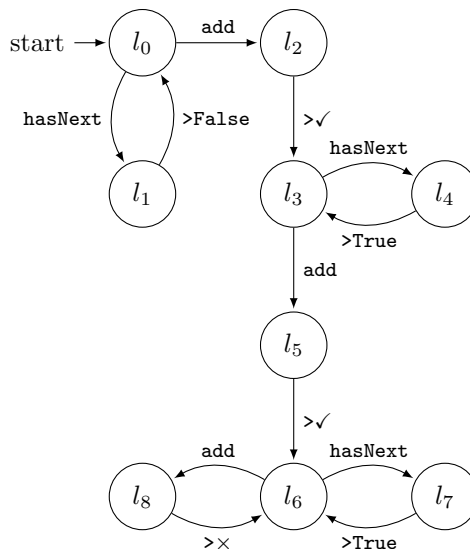 start l₀ add l₂
hasNext >False >✓ hasNext
l₁ l₃ l₄
>True
add
l₅
>✓
add hasNext
l₈ l₆ l₇
>× >True